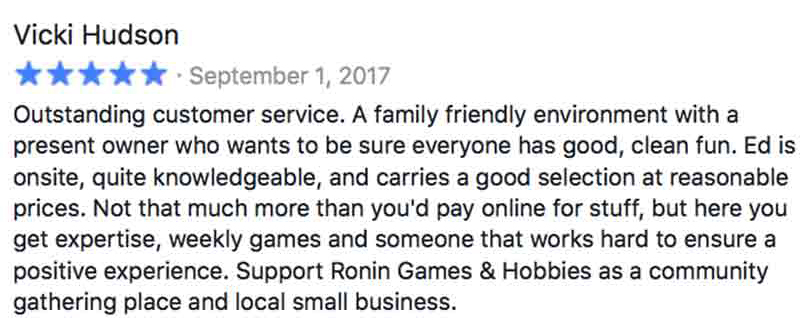 Vicki Hudson
· September 1, 2017
Outstanding customer service. A family friendly environment with a
present owner who wants to be sure everyone has good, clean fun. Ed is
onsite, quite knowledgeable, and carries a good selection at reasonable
prices. Not that much more than you'd pay online for stuff, but here you
get expertise, weekly games and someone that works hard to ensure a
positive experience. Support Ronin Games & Hobbies as a community
gathering place and local small business.